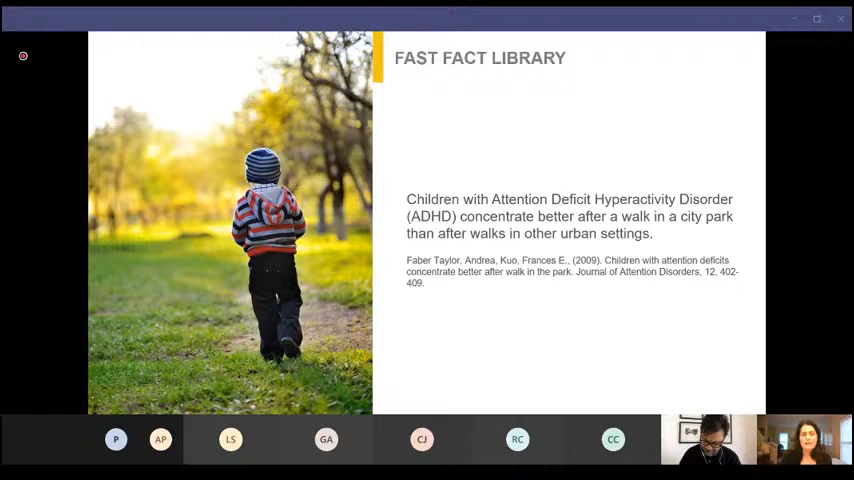 FAST FACT LIBRARY
Children with Attention Deficit Hyperactivity Disorder
(ADHD) concentrate better after a walk in a city park
than after walks in other urban settings.
Faber Taylor, Andrea, Kuo, Frances E., (2009). Children with attention deficits
concentrate better after walk in the park. Journal of Attention Disorders, 12, 402-
409.
P AP LS GA CJ RC CC